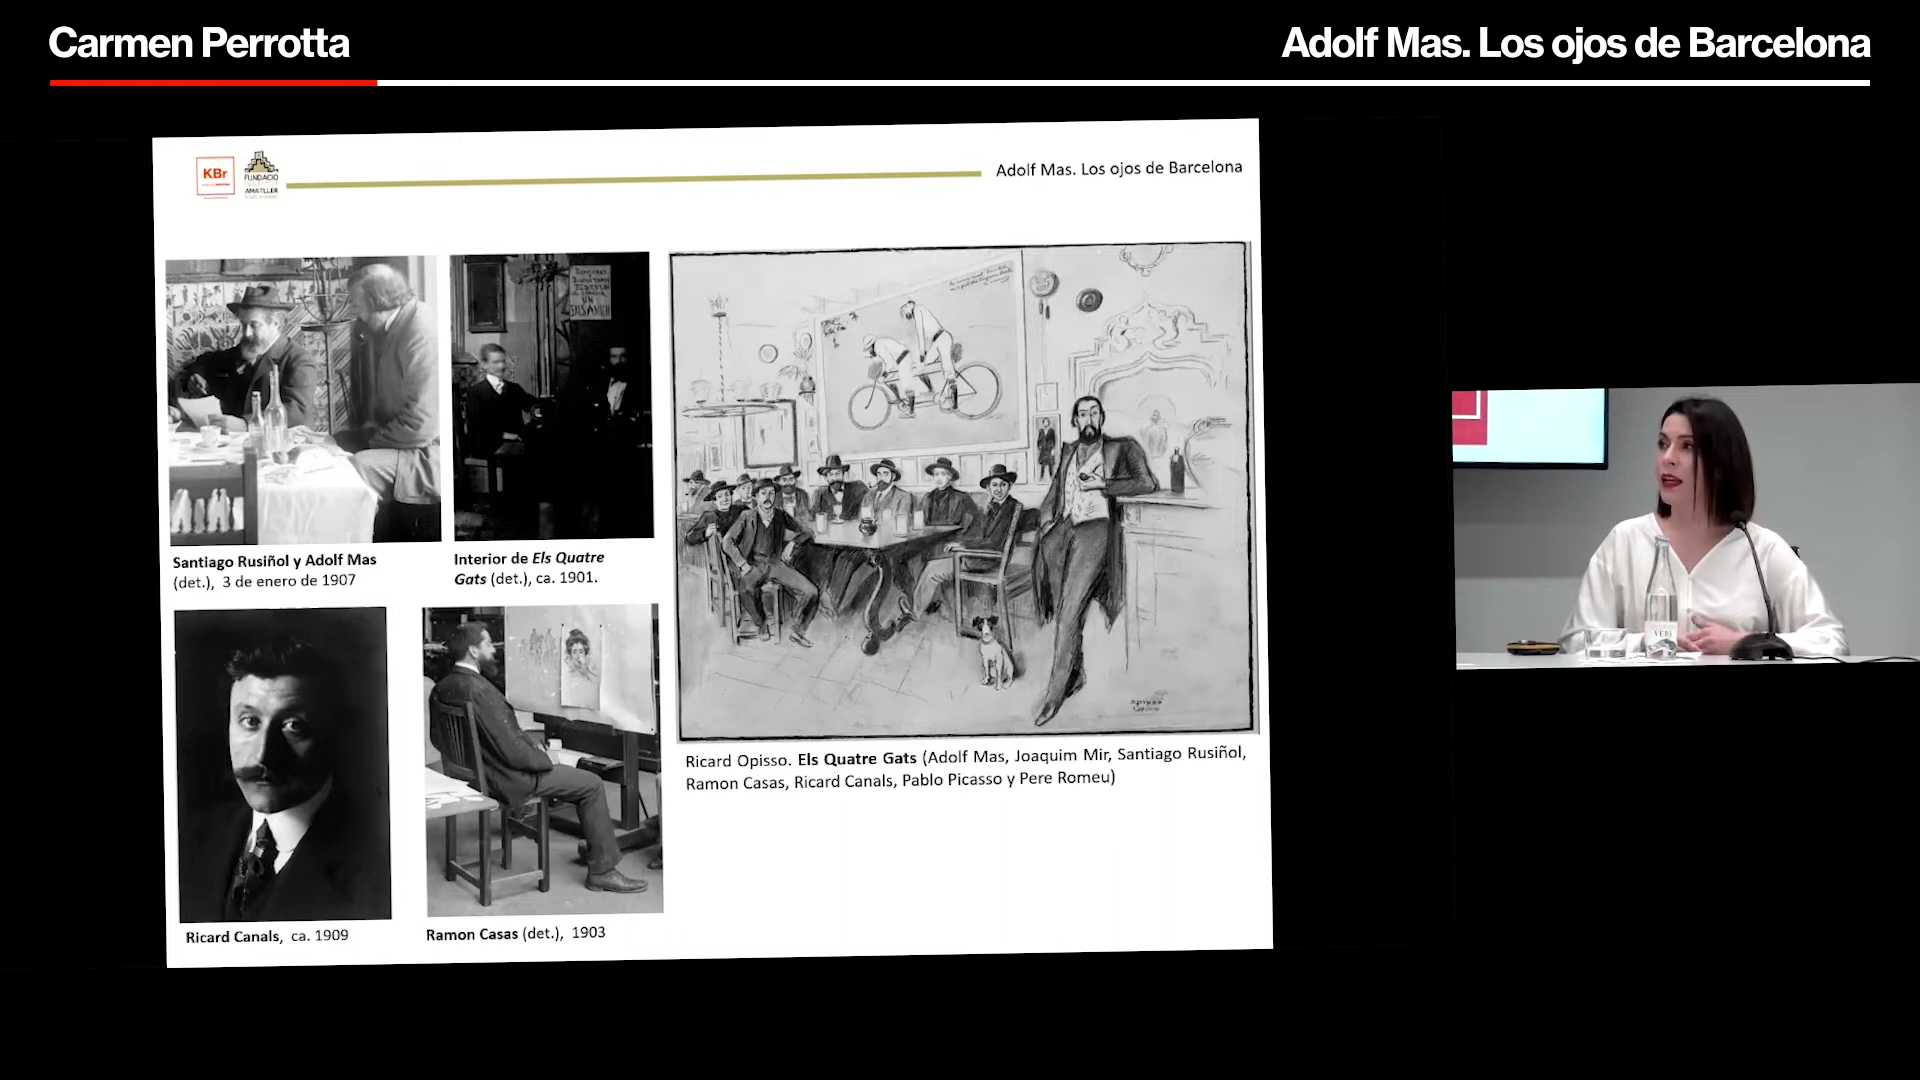 Carmen Perrotta
Adolf Mas. Los ojos de Barcelona
KBr
FUNDACIÓ
INSTITUT
AMATLLER
Adolf Mas. Los ojos de Barcelona
UN
Santiago Rusiñol y Adolf Mas
(det.), 3 de enero de 1907
Interior de Els Quatre
Gats (det.), ca. 1901.
Ricard Canals, ca. 1909
Ramon Casas (det.), 1903
Ricard Opisso. Els Quatre Gats (Adolf Mas, Joaquim Mir, Santiago Rusiñol,
Ramon Casas, Ricard Canals, Pablo Picasso y Pere Romeu)
VERI